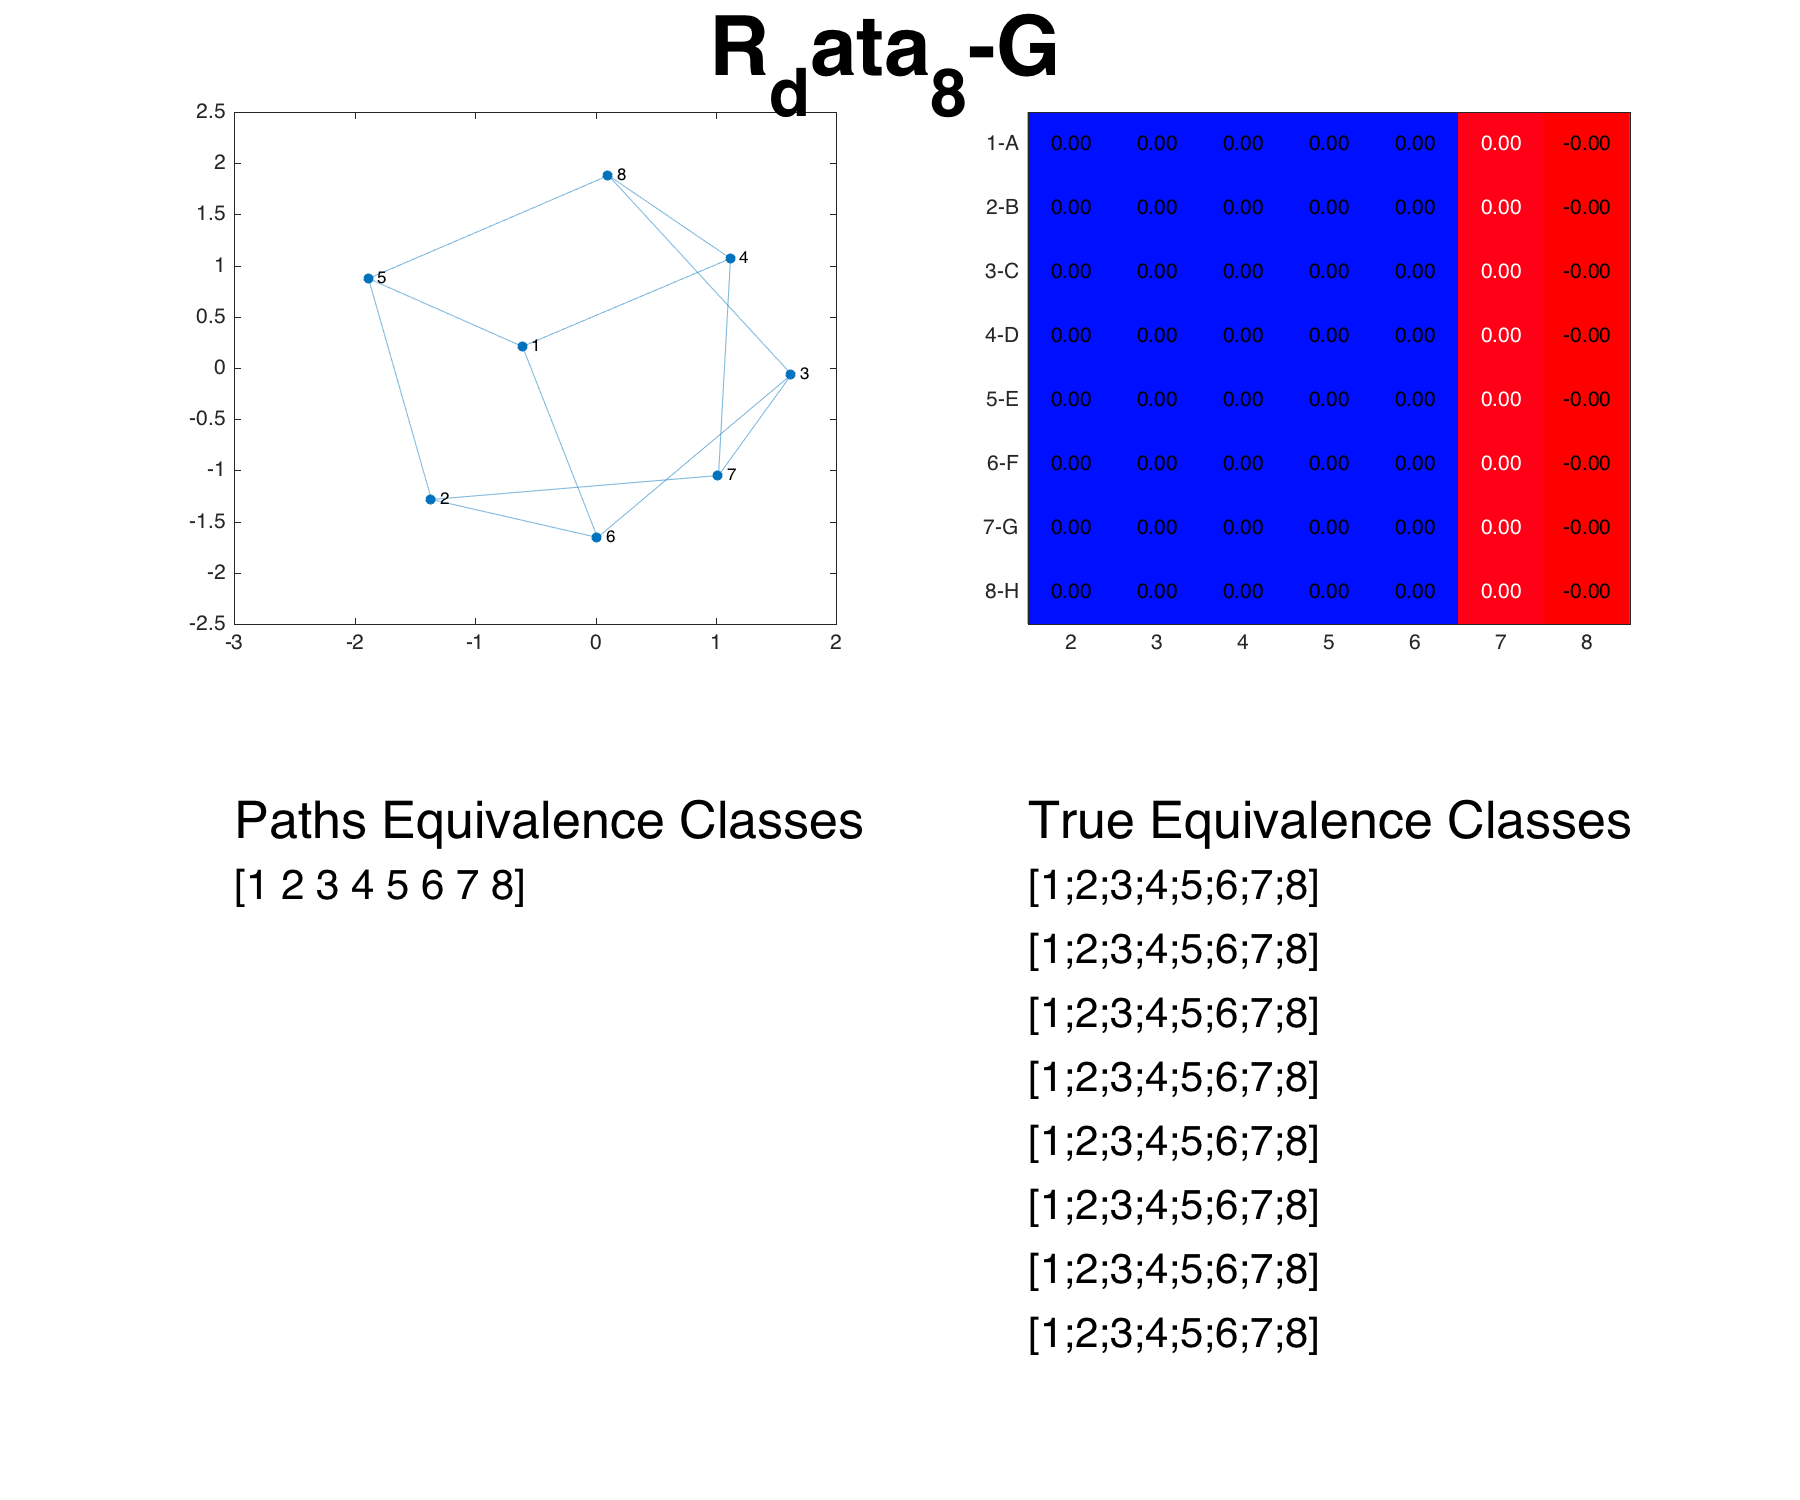 R_data_8-G
2.5
2
1.5
1
0.5
0
-0.5
-1
-1.5
-2
-2.5
-3 -2 -1 0 1 2
8
4
5
1
3
7
2
6
1-A 0.00 0.00 0.00 0.00 0.00 0.00 -0.00
2-B 0.00 0.00 0.00 0.00 0.00 0.00 -0.00
3-C 0.00 0.00 0.00 0.00 0.00 0.00 -0.00
4-D 0.00 0.00 0.00 0.00 0.00 0.00 -0.00
5-E 0.00 0.00 0.00 0.00 0.00 0.00 -0.00
6-F 0.00 0.00 0.00 0.00 0.00 0.00 -0.00
7-G 0.00 0.00 0.00 0.00 0.00 0.00 -0.00
8-H 0.00 0.00 0.00 0.00 0.00 0.00 -0.00
2 3 4 5 6 7 8
Paths Equivalence Classes
[1 2 3 4 5 6 7 8]
True Equivalence Classes
[1;2;3;4;5;6;7;8]
[1;2;3;4;5;6;7;8]
[1;2;3;4;5;6;7;8]
[1;2;3;4;5;6;7;8]
[1;2;3;4;5;6;7;8]
[1;2;3;4;5;6;7;8]
[1;2;3;4;5;6;7;8]
[1;2;3;4;5;6;7;8]